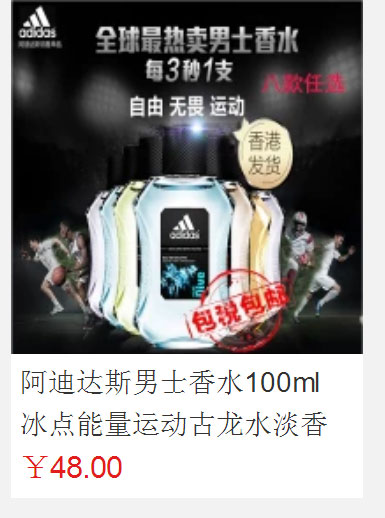 adidas
全球最热卖男士香水
每3秒1支
八款任选
自由 无畏 运动
香港
发货
adidas
包税包邮
阿迪达斯男士香水100ml
冰点能量运动古龙水淡香
￥48.00